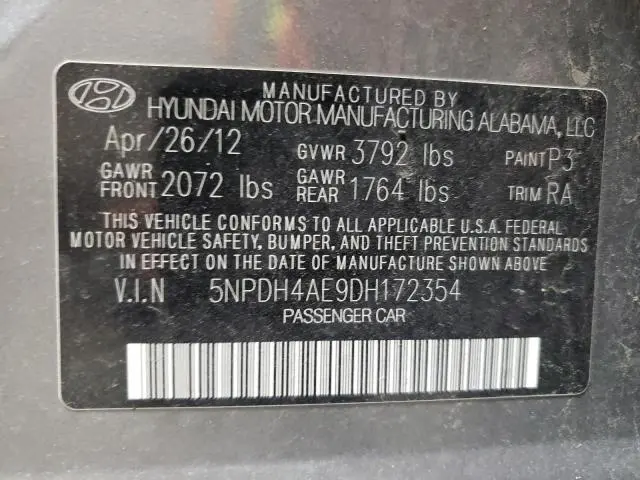 MANUFACTURED BY
HYUNDAI MOTOR MANUFACTURING ALABAMA, LLC
Apr/26/12 GVWR 3792 lbs PAINT P3
GAWR FRONT 2072 lbs GAWR REAR 1764 lbs TRIM RA
THIS VEHICLE CONFORMS TO ALL APPLICABLE U.S.A. FEDERAL
MOTOR VEHICLE SAFETY, BUMPER, AND THEFT PREVENTION STANDARDS
IN EFFECT ON THE DATE OF MANUFACTURE SHOWN ABOVE.
V.I.N 5NPDH4AE9DH172354
PASSENGER CAR